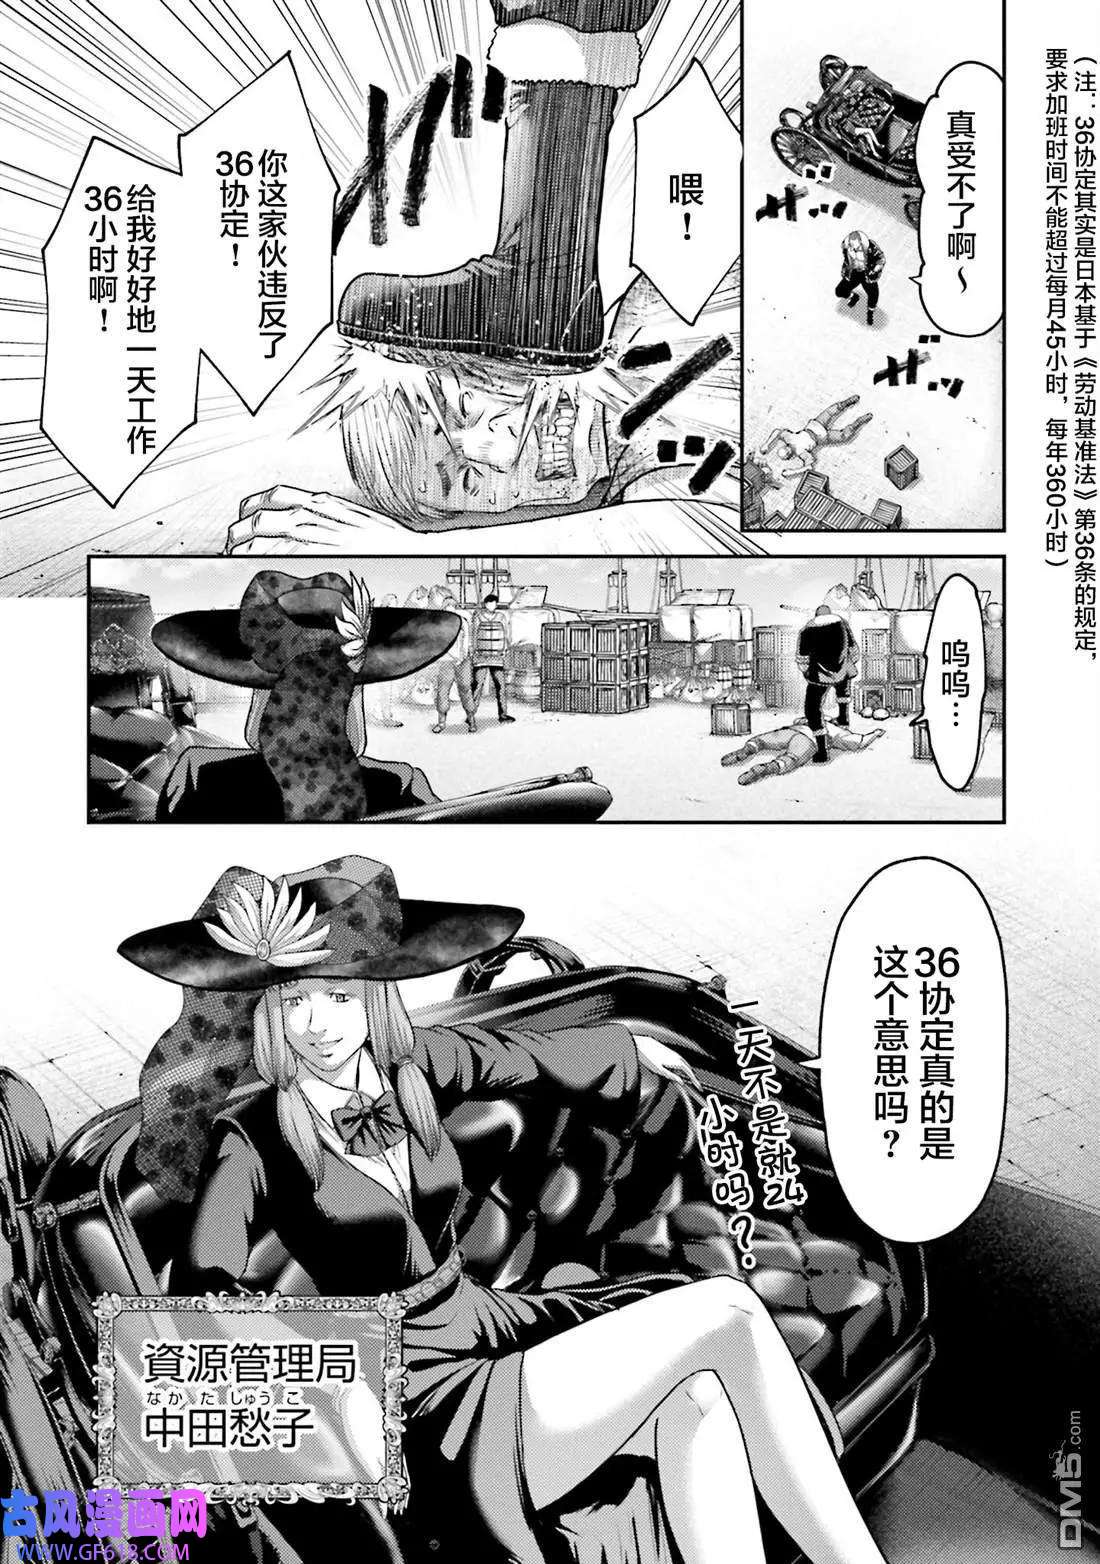 （注：36协定其实是日本基于《劳动基准法》第36条的规定，
要求加班时间不能超过每月45小时，每年360小时）
真受不了啊～
喂！
你这家伙违反了
36协定！
给我好好地一天工作
36小时啊！
呜呜…
36协定真的是
这个意思吗？
一天不是就24
小时吗？
資源管理局
なかたしゅうこ
中田愁子
古风漫画网
WWW.GF618.COM
DM5.com